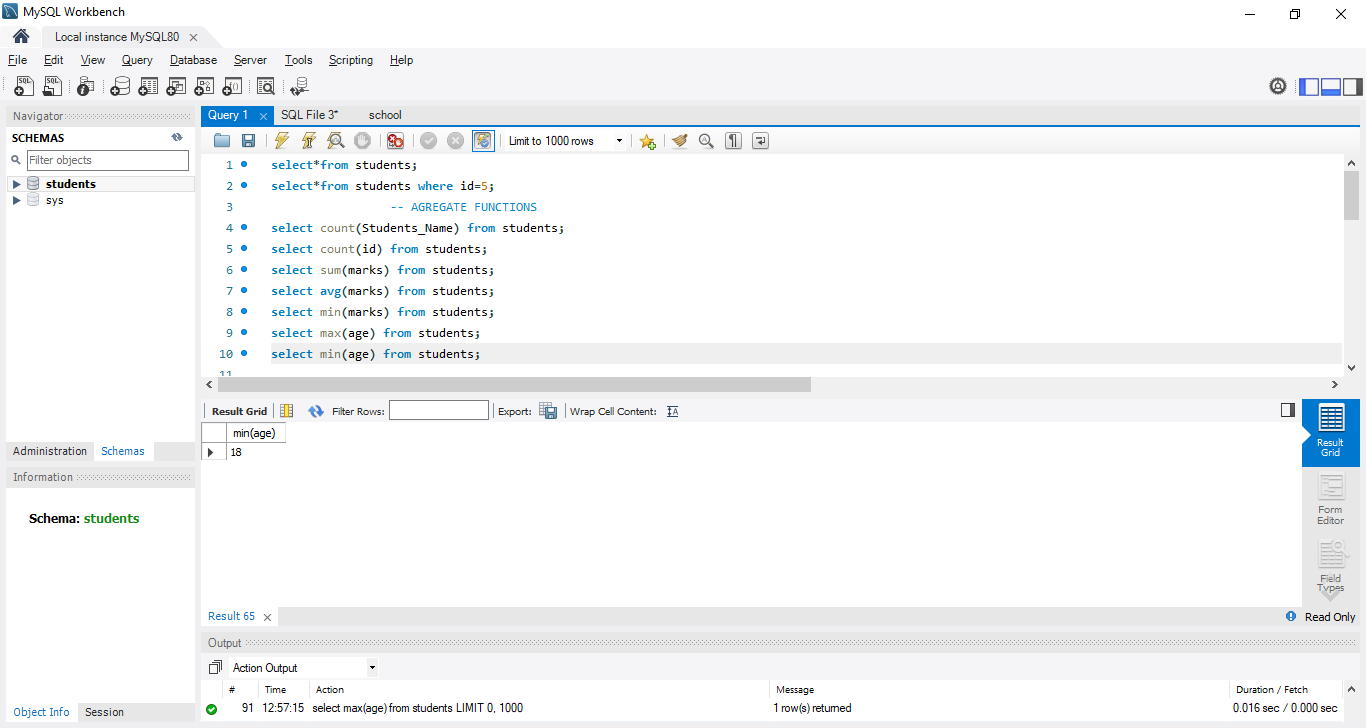 MySQL Workbench
Local instance MySQL80
File Edit View Query Database Server Tools Scripting Help
Navigator
SCHEMAS
Filter objects
students
sys
Administration Schemas
Information
Schema: students
Object Info Session
Query 1 SQL File 3* school
Limit to 1000 rows
1 select*from students;
2 select*from students where id=5;
3 -- AGREGATE FUNCTIONS
4 select count(Students_Name) from students;
5 select count(id) from students;
6 select sum(marks) from students;
7 select avg(marks) from students;
8 select min(marks) from students;
9 select max(age) from students;
10 select min(age) from students;
11
Result Grid Filter Rows: Export: Wrap Cell Content:
min(age)
18
Result
Grid
Form
Editor
Field
Types
Result 65 Read Only
Output
Action Output
# Time Action Message Duration / Fetch
91 12:57:15 select max(age) from students LIMIT 0, 1000 1 row(s) returned 0.016 sec / 0.000 sec